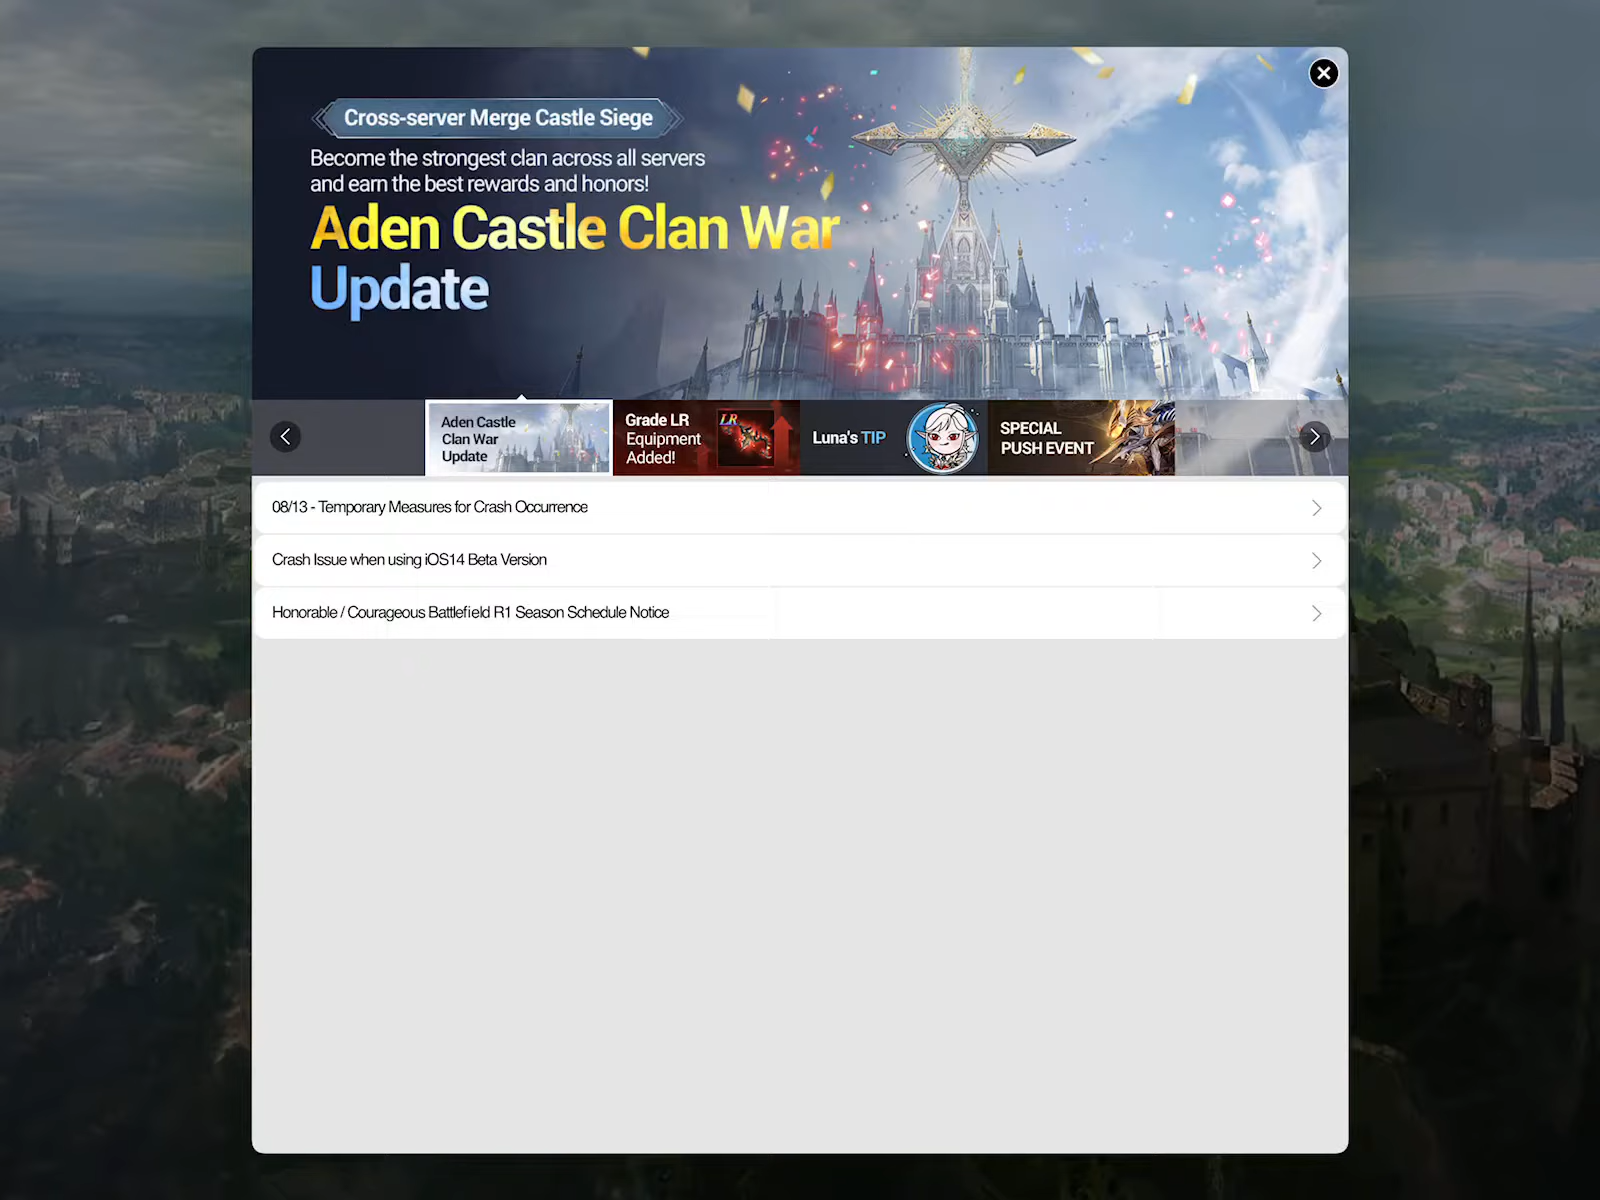 Cross-server Merge Castle Siege
Become the strongest clan across all servers
and earn the best rewards and honors!
Aden Castle Clan War
Update
Aden Castle
Clan War
Update
Grade LR
Equipment
Added!
LR
Luna's TIP
SPECIAL
PUSH EVENT
08/13 - Temporary Measures for Crash Occurrence
Crash Issue when using iOS14 Beta Version
Honorable / Courageous Battlefield R1 Season Schedule Notice